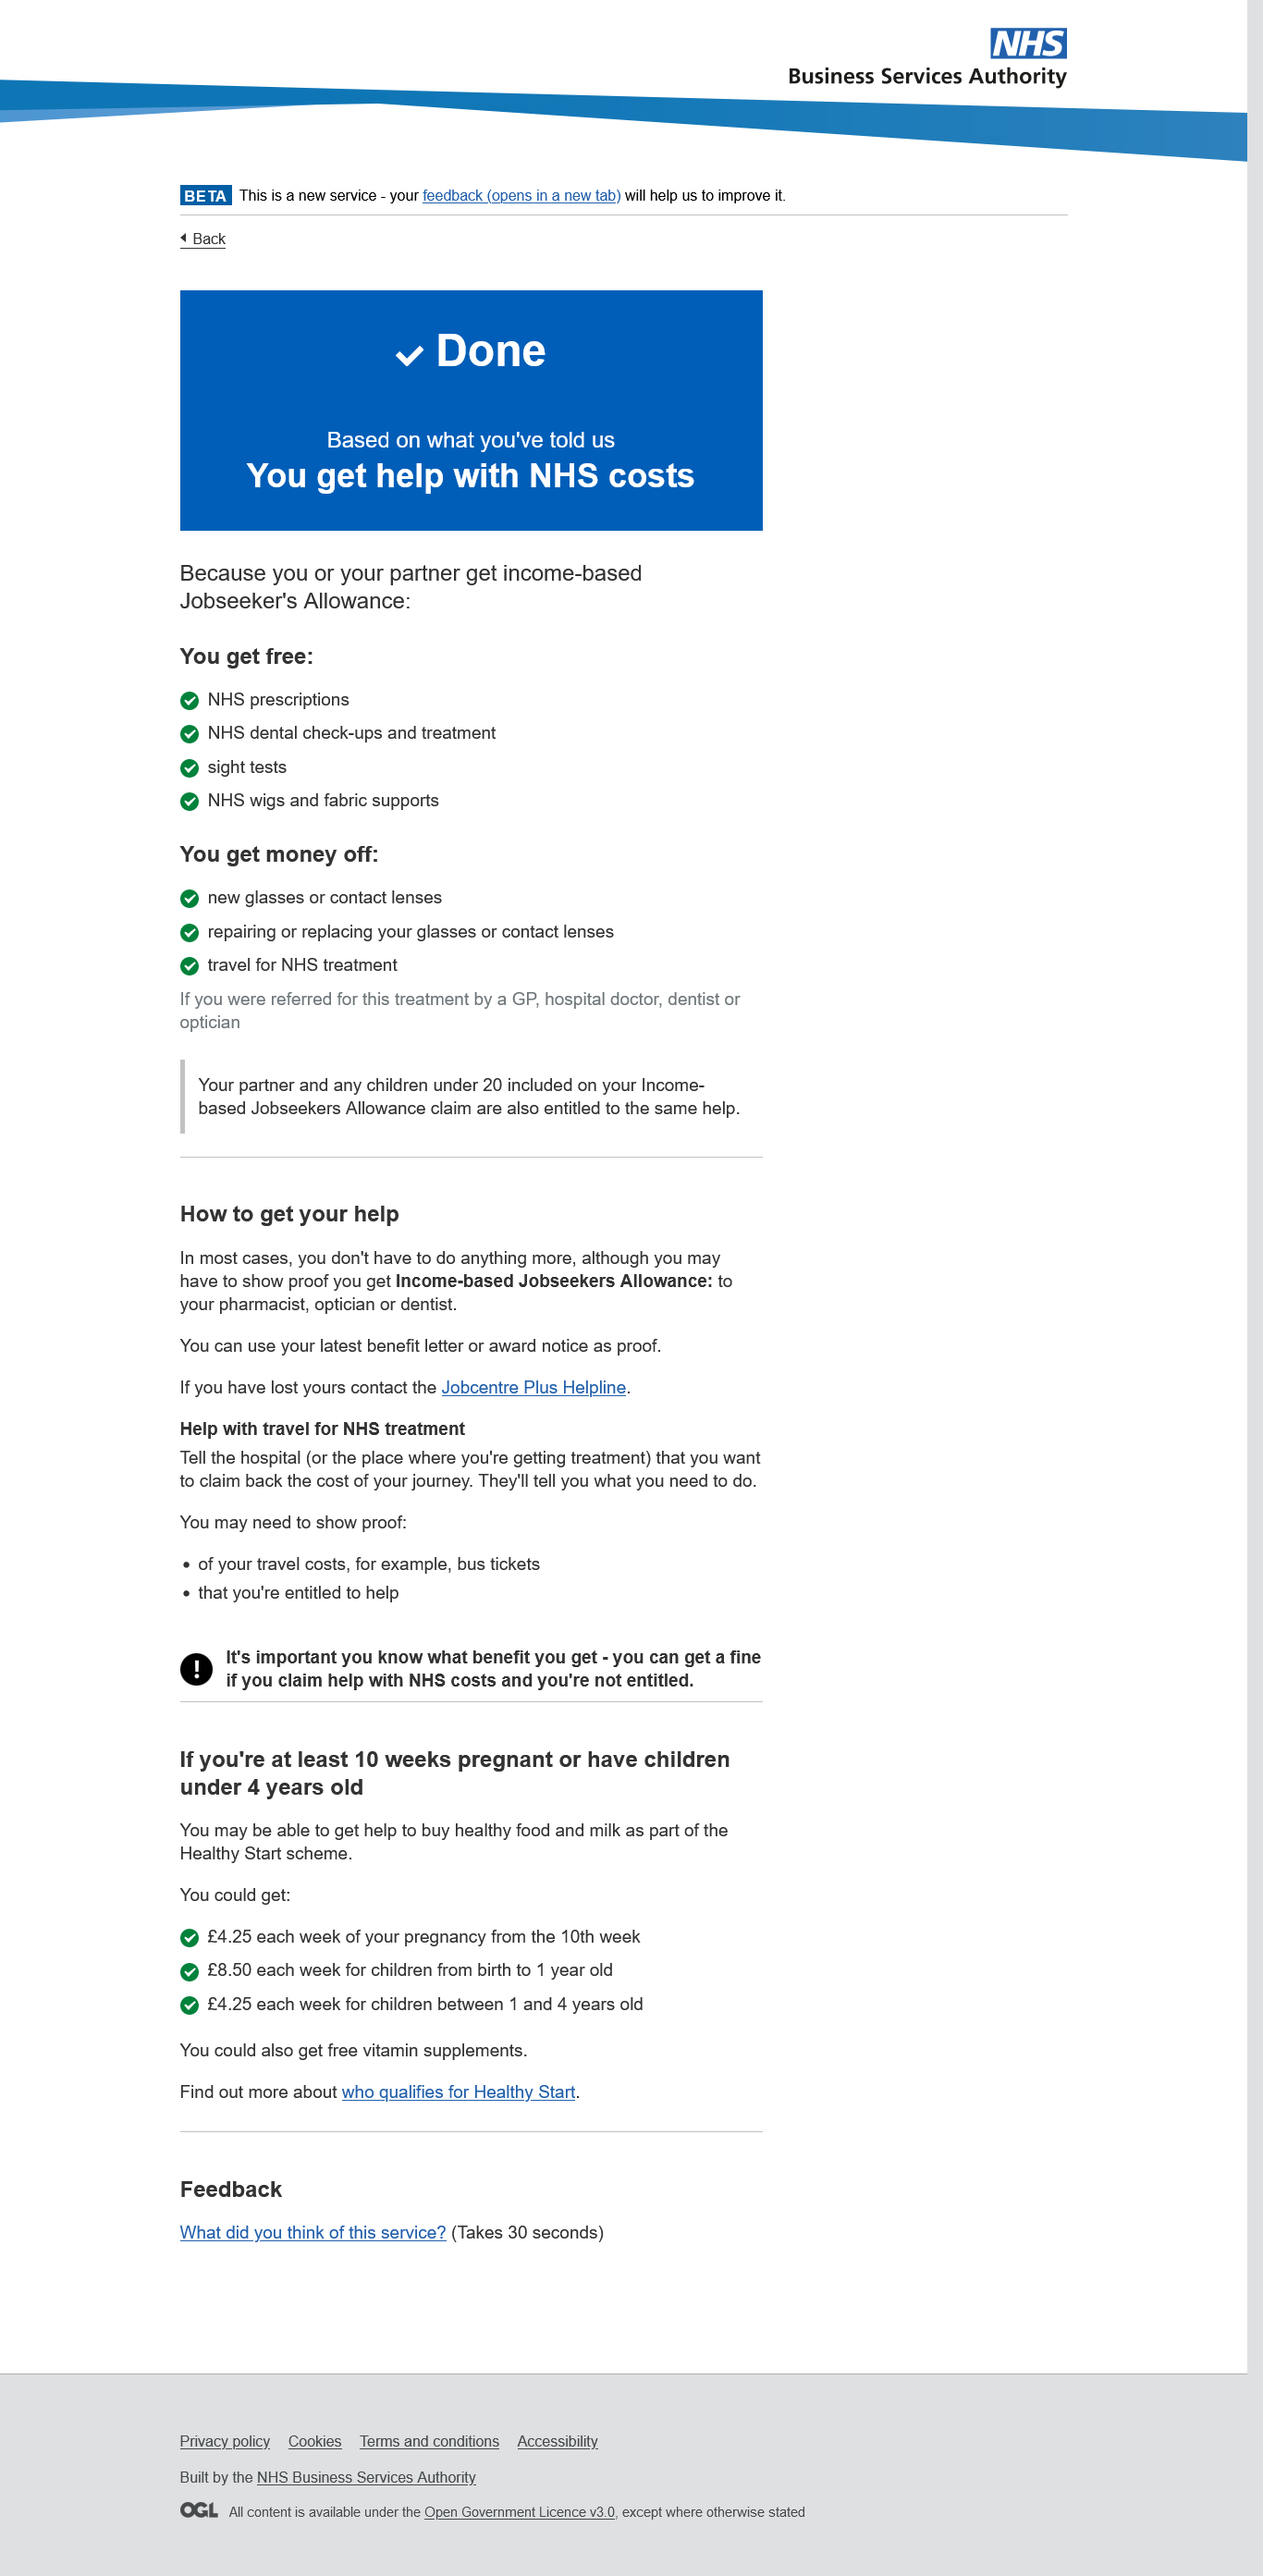 NHS
Business Services Authority
BETA This is a new service - your feedback (opens in a new tab) will help us to improve it.
Back
Done
Based on what you've told us
You get help with NHS costs
Because you or your partner get income-based
Jobseeker's Allowance:
You get free:
NHS prescriptions
NHS dental check-ups and treatment
sight tests
NHS wigs and fabric supports
You get money off:
new glasses or contact lenses
repairing or replacing your glasses or contact lenses
travel for NHS treatment
If you were referred for this treatment by a GP, hospital doctor, dentist or
optician
Your partner and any children under 20 included on your Income-
based Jobseekers Allowance claim are also entitled to the same help.
How to get your help
In most cases, you don't have to do anything more, although you may
have to show proof you get Income-based Jobseekers Allowance: to
your pharmacist, optician or dentist.
You can use your latest benefit letter or award notice as proof.
If you have lost yours contact the Jobcentre Plus Helpline.
Help with travel for NHS treatment
Tell the hospital (or the place where you're getting treatment) that you want
to claim back the cost of your journey. They'll tell you what you need to do.
You may need to show proof:
• of your travel costs, for example, bus tickets
• that you're entitled to help
! It's important you know what benefit you get - you can get a fine
if you claim help with NHS costs and you're not entitled.
If you're at least 10 weeks pregnant or have children
under 4 years old
You may be able to get help to buy healthy food and milk as part of the
Healthy Start scheme.
You could get:
£4.25 each week of your pregnancy from the 10th week
£8.50 each week for children from birth to 1 year old
£4.25 each week for children between 1 and 4 years old
You could also get free vitamin supplements.
Find out more about who qualifies for Healthy Start.
Feedback
What did you think of this service? (Takes 30 seconds)
Privacy policy Cookies Terms and conditions Accessibility
Built by the NHS Business Services Authority
OGL All content is available under the Open Government Licence v3.0, except where otherwise stated